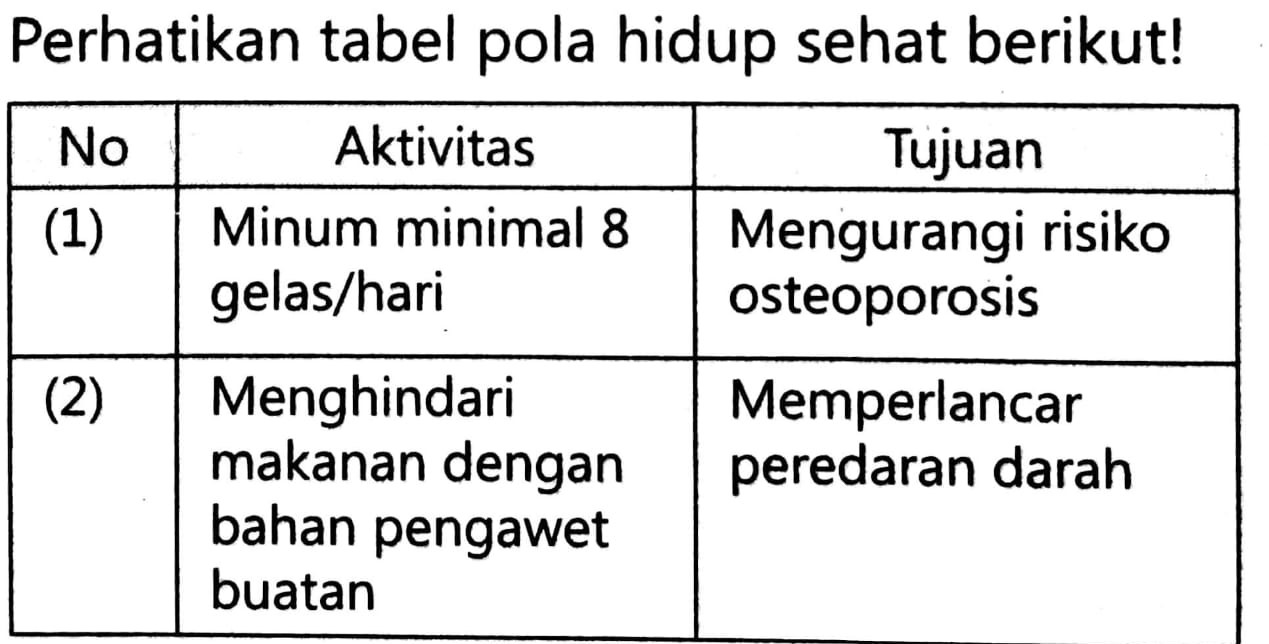 Perhatikan tabel pola hidup sehat berikut!
No Aktivitas Tujuan
(1) Minum minimal 8 Mengurangi risiko
gelas/hari osteoporosis
(2) Menghindari Memperlancar
makanan dengan peredaran darah
bahan pengawet
buatan